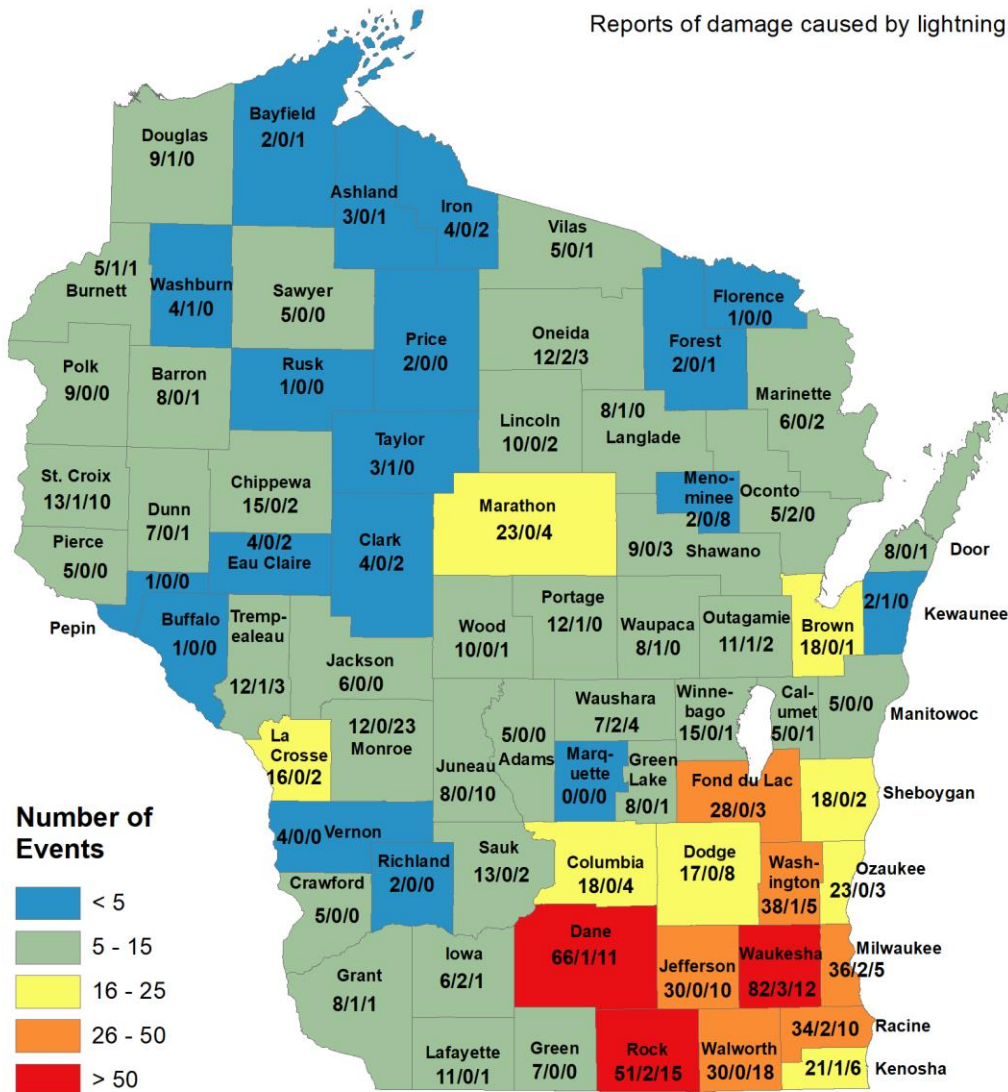 Reports of damage caused by lightning
Douglas
9/1/0
Bayfield
2/0/1
Ashland
3/0/1
Iron
4/0/2
Vilas
5/0/1
5/1/1
Burnett
Washburn
4/1/0
Sawyer
5/0/0
Price
2/0/0
Oneida
12/2/3
Forest
2/0/1
Florence
1/0/0
Marinette
6/0/2
Polk
9/0/0
Barron
8/0/1
Rusk
1/0/0
Taylor
3/1/0
Lincoln
10/0/2
8/1/0
Langlade
St. Croix
13/1/10
Dunn
7/0/1
Chippewa
15/0/2
Marathon
23/0/4
Meno-
minee
2/0/8
Oconto
5/2/0
Pierce
5/0/0
4/0/2
Eau Claire
Clark
4/0/2
9/0/3
Shawano
8/0/1
Door
1/0/0
Pepin
Buffalo
1/0/0
Tremp-
ealeau
12/1/3
Jackson
6/0/0
Wood
10/0/1
Portage
12/1/0
Waupaca
8/1/0
Outagamie
11/1/2
Brown
18/0/1
2/1/0
Kewaunee
La
Crosse
16/0/2
12/0/23
Monroe
Juneau
8/0/10
5/0/0
Adams
Waushara
7/2/4
Winne-
bago
15/0/1
Cal-
umet
5/0/1
5/0/0
Manitowoc
Marq-
uette
0/0/0
Green
Lake
8/0/1
Fond du Lac
28/0/3
18/0/2
Sheboygan
4/0/0
Vernon
Richland
2/0/0
Sauk
13/0/2
Columbia
18/0/4
Dodge
17/0/8
Wash-
ington
38/1/5
Ozaukee
23/0/3
Crawford
5/0/0
Grant
8/1/1
Iowa
6/2/1
Dane
66/1/11
Jefferson
30/0/10
Waukesha
82/3/12
Milwaukee
36/2/5
Lafayette
11/0/1
Green
7/0/0
Rock
51/2/15
Walworth
30/0/18
34/2/10
Racine
21/1/6
Kenosha
Number of
Events
< 5
5 - 15
16 - 25
26 - 50
> 50